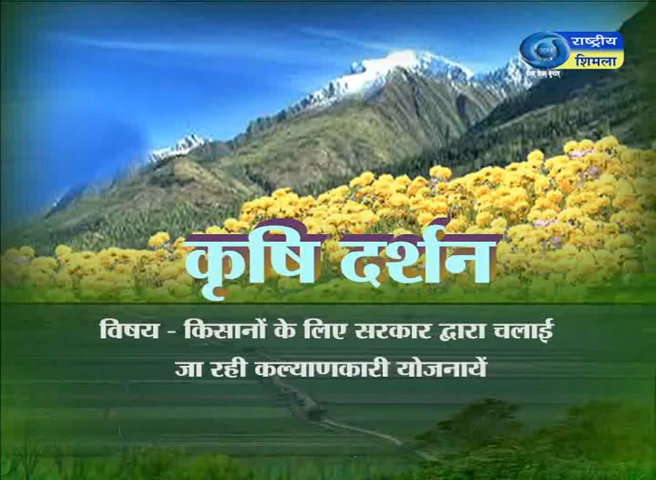 राष्ट्रीय
शिमला
कृषि दर्शन
विषय - किसानों के लिए सरकार द्वारा चलाई
जा रही कल्याणकारी योजनायें